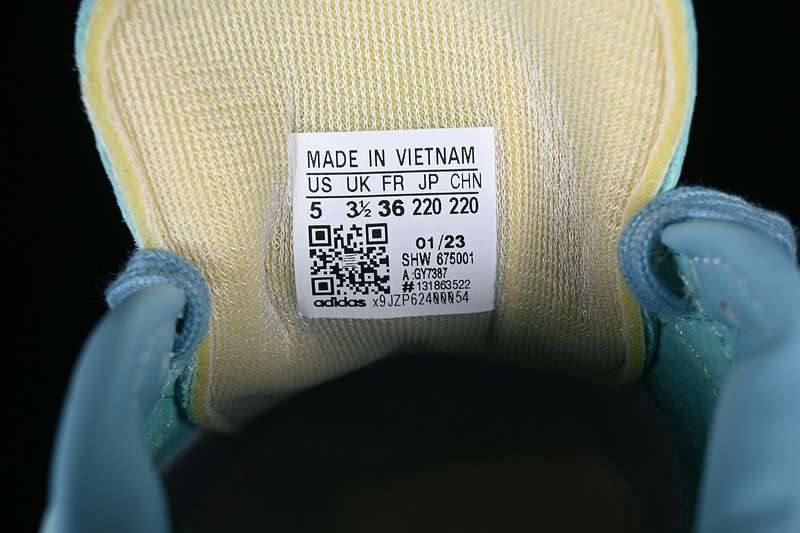 MADE IN VIETNAM
US UK FR JP CHN
5 3½ 36 220 220
01/23
SHW 675001
A:GY7387
#131863522
adidas x9JZP62400054